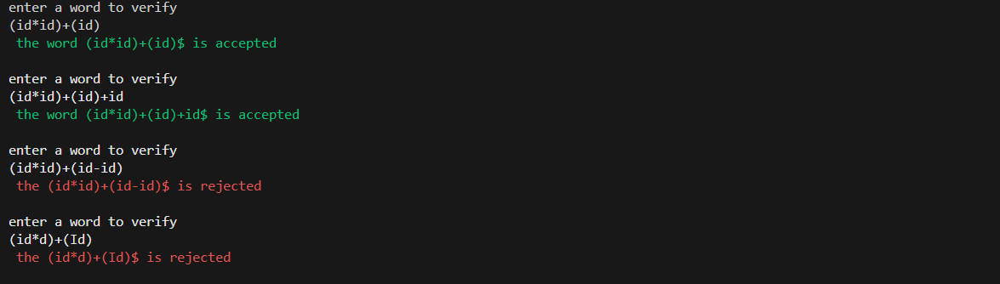 enter a word to verify
(id*id)+(id)
the word (id*id)+(id)$ is accepted
enter a word to verify
(id*id)+(id)+id
the word (id*id)+(id)+id$ is accepted
enter a word to verify
(id*id)+(id-id)
the (id*id)+(id-id)$ is rejected
enter a word to verify
(id*d)+(Id)
the (id*d)+(Id)$ is rejected